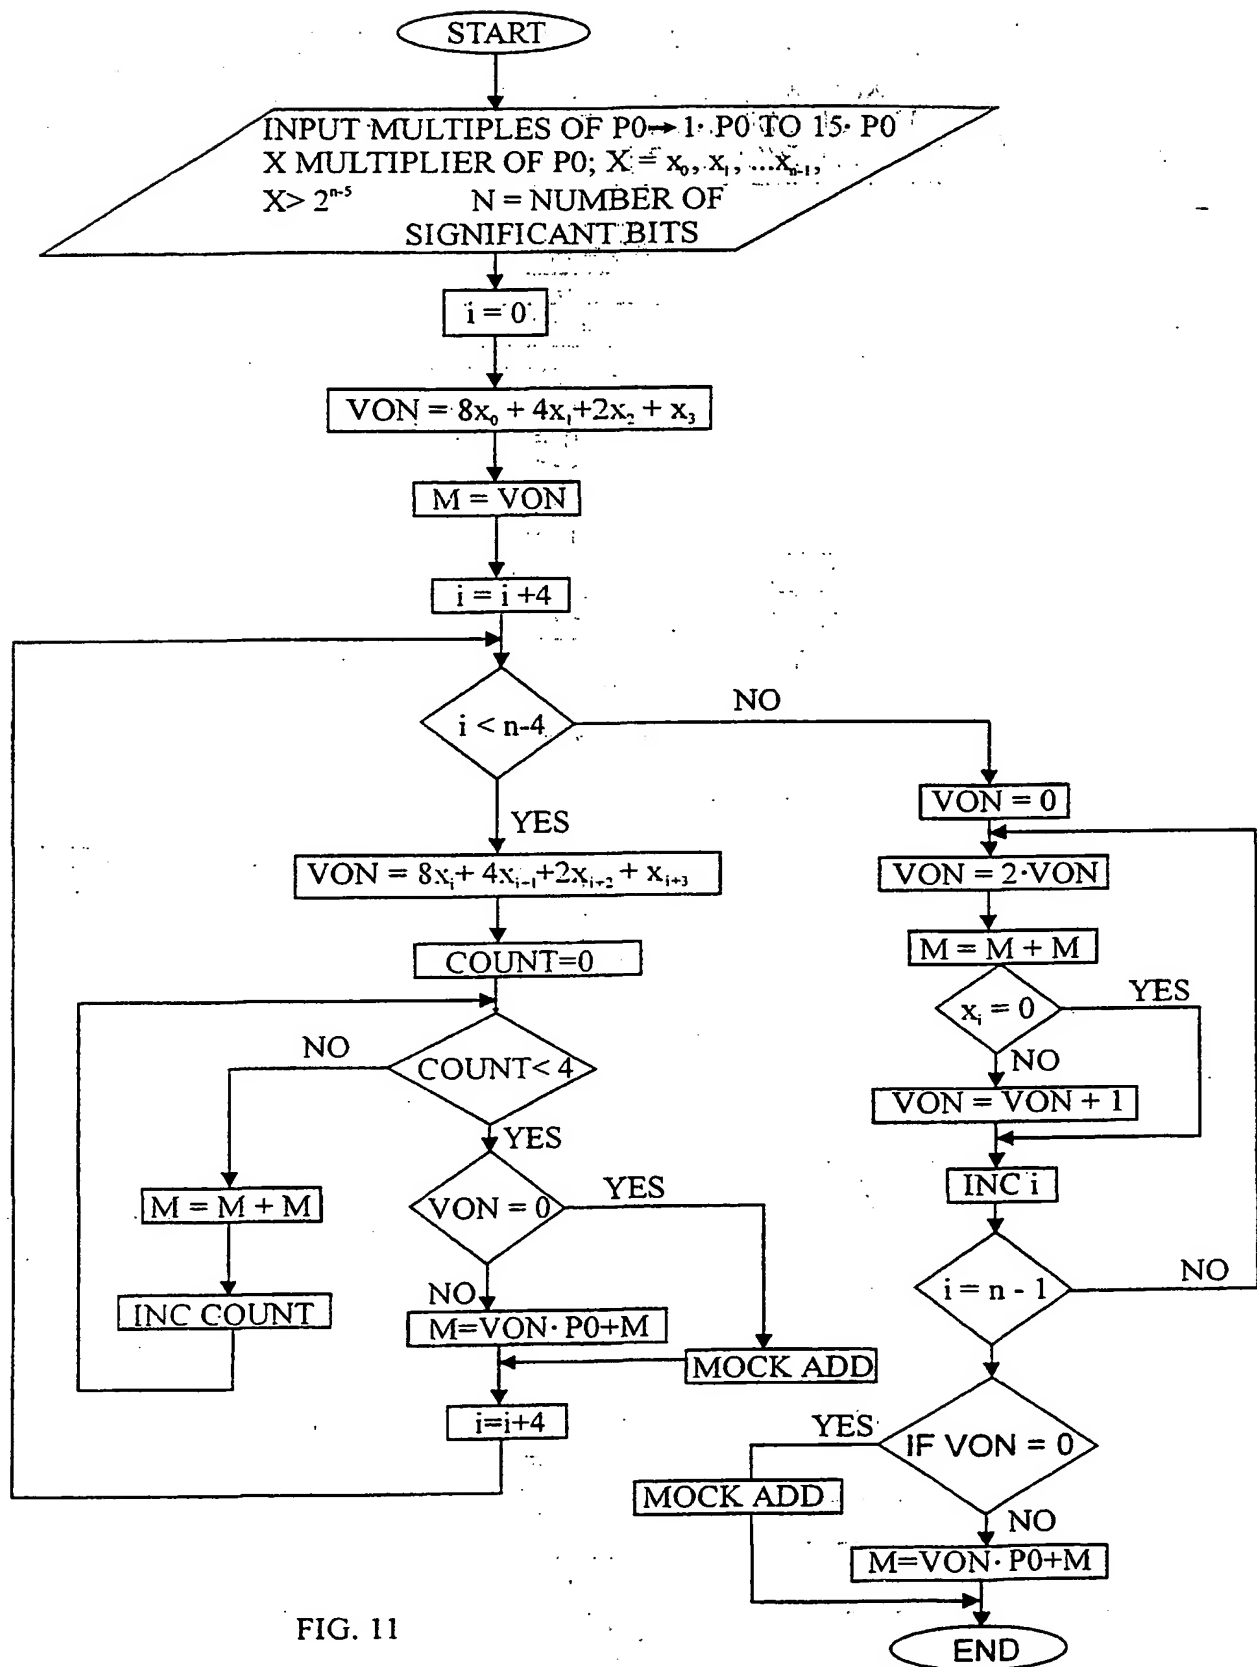 START
INPUT MULTIPLES OF P0→ 1· P0 TO 15· P0
X MULTIPLIER OF P0; X = x₀, x₁, ...xₙ₋₁,
X> 2ⁿ⁻⁵ N = NUMBER OF
SIGNIFICANT BITS
i = 0
VON = 8x₀ + 4x₁+2x₂ + x₃
M = VON
i = i +4
i < n-4
NO
YES
VON = 0
VON = 8xᵢ+ 4xᵢ₋₁+2xᵢ₊₂ + xᵢ₊₃
VON = 2·VON
COUNT=0
M = M + M
xᵢ = 0
YES
NO
COUNT< 4
NO
YES
VON = VON + 1
M = M + M
VON = 0
YES
INC i
NO
INC COUNT
M=VON· P0+M
MOCK ADD
i = n - 1
NO
i=i+4
YES
IF VON = 0
MOCK ADD
NO
M=VON· P0+M
END
FIG. 11